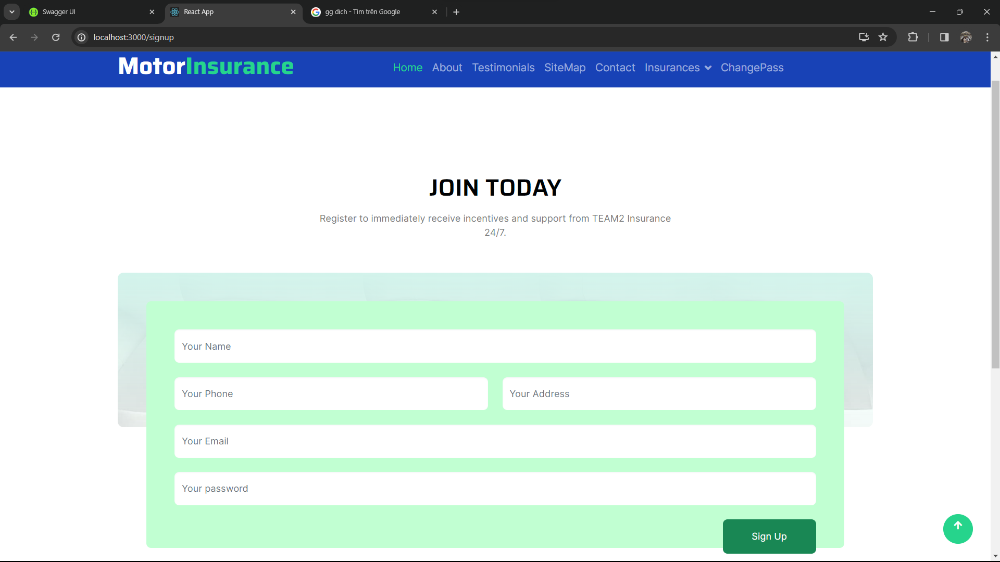 Swagger UI
React App
gg dich - Tìm trên Google
localhost:3000/signup
MotorInsurance
Home About Testimonials SiteMap Contact Insurances ChangePass
JOIN TODAY
Register to immediately receive incentives and support from TEAM2 Insurance
24/7.
Your Name
Your Phone
Your Address
Your Email
Your password
Sign Up